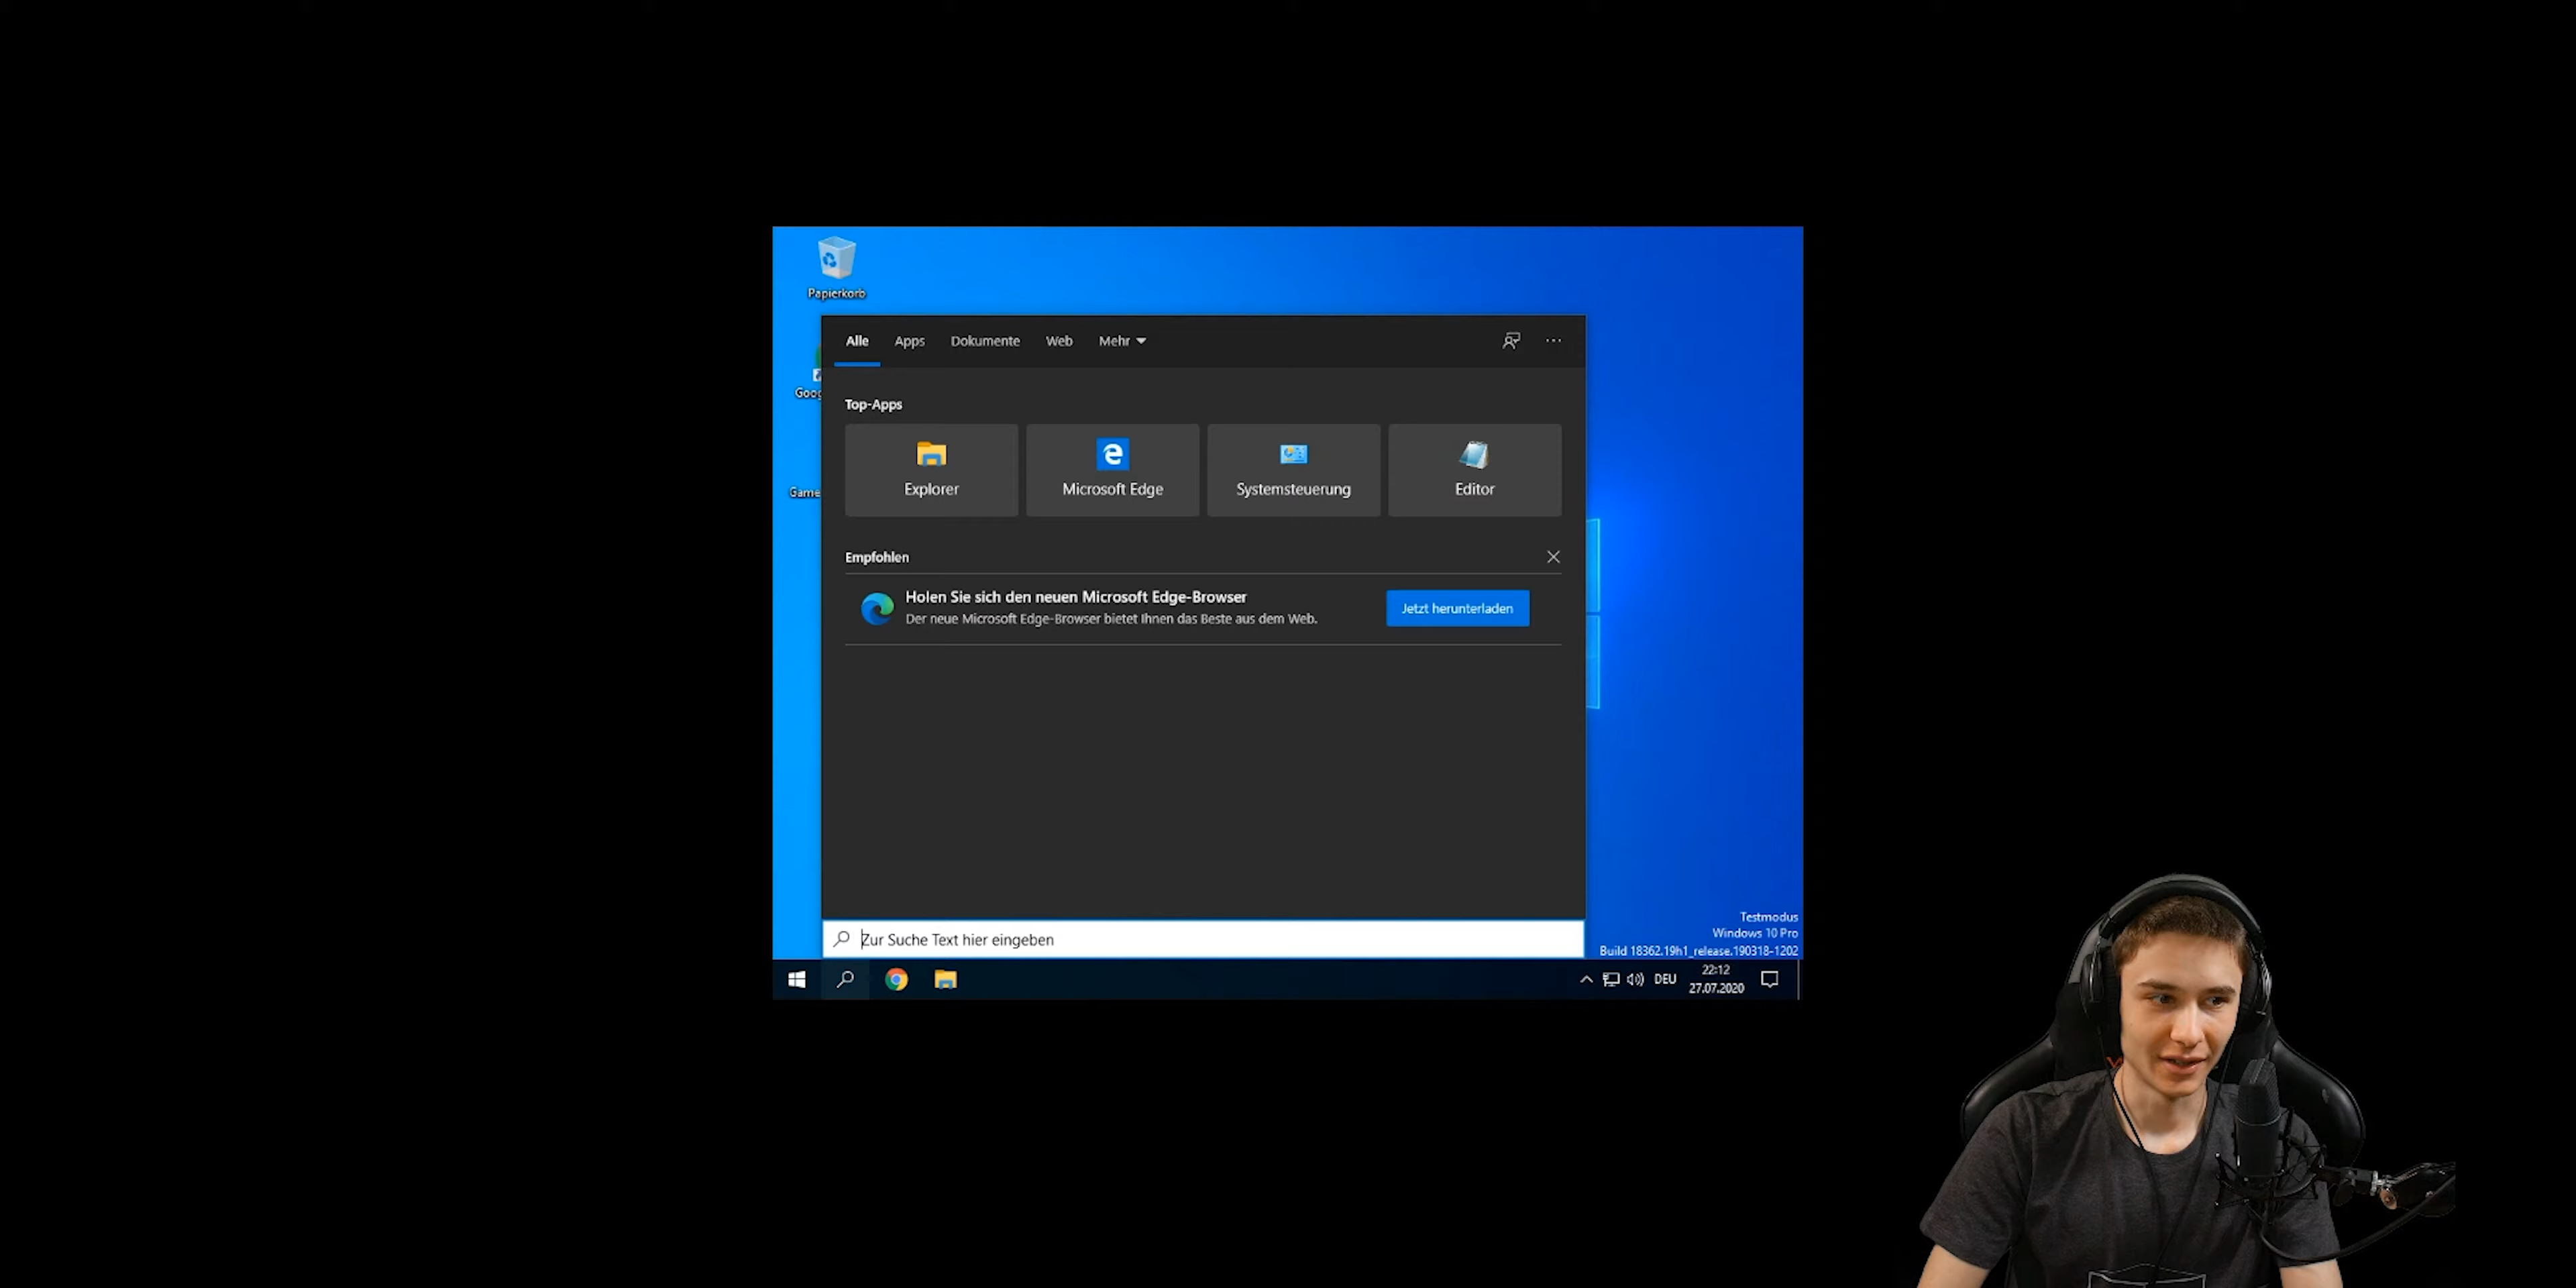 Papierkorb
Alle Apps Dokumente Web Mehr
Goog
Top-Apps
Explorer Microsoft Edge Systemsteuerung Editor
Game
Empfohlen
Holen Sie sich den neuen Microsoft Edge-Browser
Der neue Microsoft Edge-Browser bietet Ihnen das Beste aus dem Web.
Jetzt herunterladen
Testmodus
Windows 10 Pro
Build 18362.19h1_release.190318-1202
Zur Suche Text hier eingeben
DEU
22:12
27.07.2020